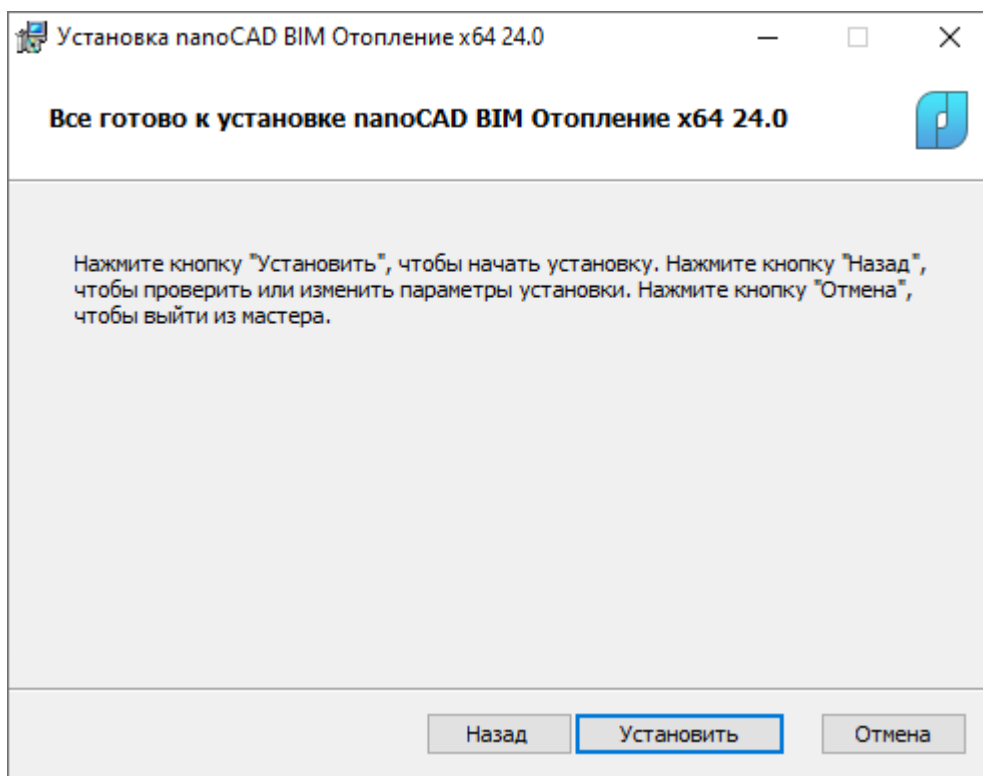 Установка nanoCAD BIM Отопление x64 24.0
Все готово к установке nanoCAD BIM Отопление x64 24.0
Нажмите кнопку "Установить", чтобы начать установку. Нажмите кнопку "Назад",
чтобы проверить или изменить параметры установки. Нажмите кнопку "Отмена",
чтобы выйти из мастера.
Назад
Установить
Отмена